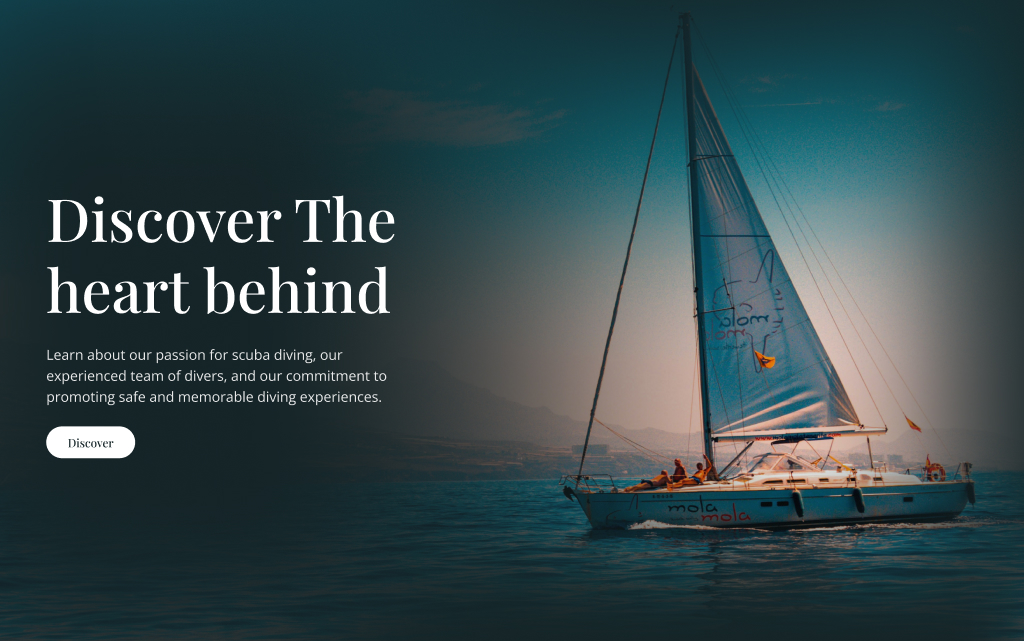 Discover The
heart behind
Learn about our passion for scuba diving, our
experienced team of divers, and our commitment to
promoting safe and memorable diving experiences.
Discover
mola
mola